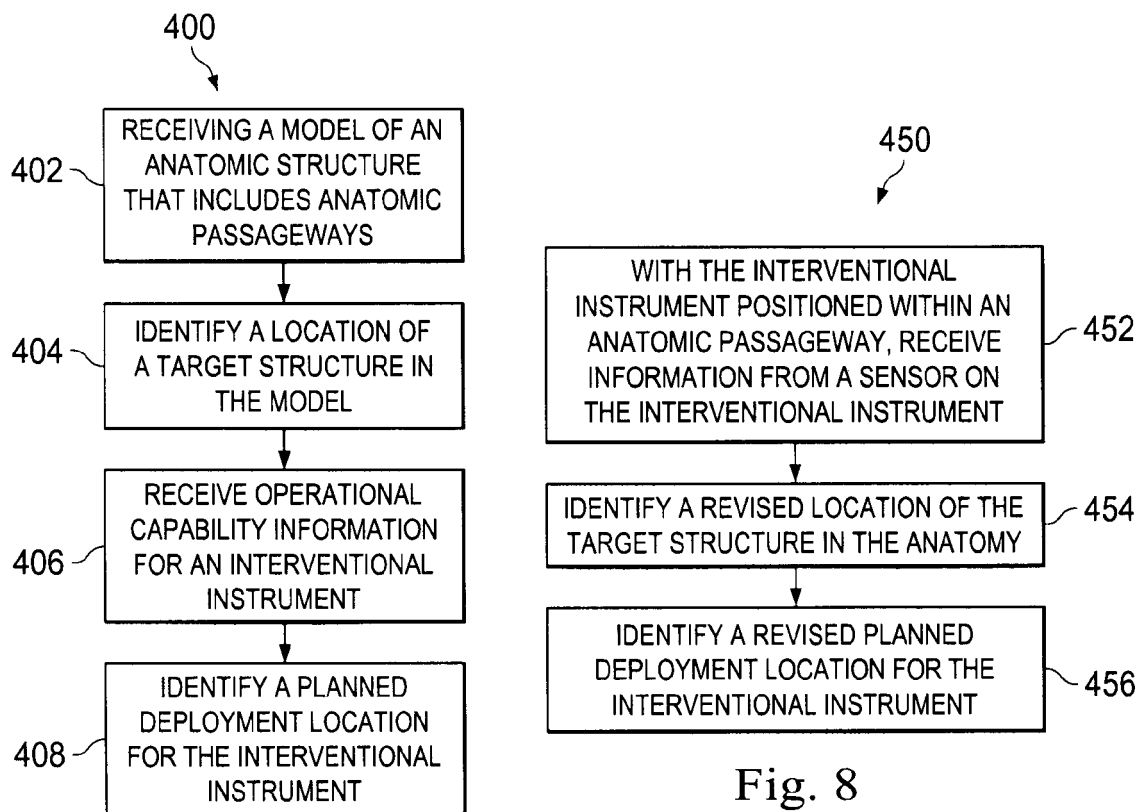 400
402
RECEIVING A MODEL OF AN
ANATOMIC STRUCTURE
THAT INCLUDES ANATOMIC
PASSAGEWAYS
404
IDENTIFY A LOCATION OF
A TARGET STRUCTURE IN
THE MODEL
406
RECEIVE OPERATIONAL
CAPABILITY INFORMATION
FOR AN INTERVENTIONAL
INSTRUMENT
408
IDENTIFY A PLANNED
DEPLOYMENT LOCATION
FOR THE INTERVENTIONAL
INSTRUMENT
450
WITH THE INTERVENTIONAL
INSTRUMENT POSITIONED WITHIN AN
ANATOMIC PASSAGEWAY, RECEIVE
INFORMATION FROM A SENSOR ON
THE INTERVENTIONAL INSTRUMENT
452
IDENTIFY A REVISED LOCATION OF THE
TARGET STRUCTURE IN THE ANATOMY
454
IDENTIFY A REVISED PLANNED
DEPLOYMENT LOCATION FOR THE
INTERVENTIONAL INSTRUMENT
456
Fig. 8